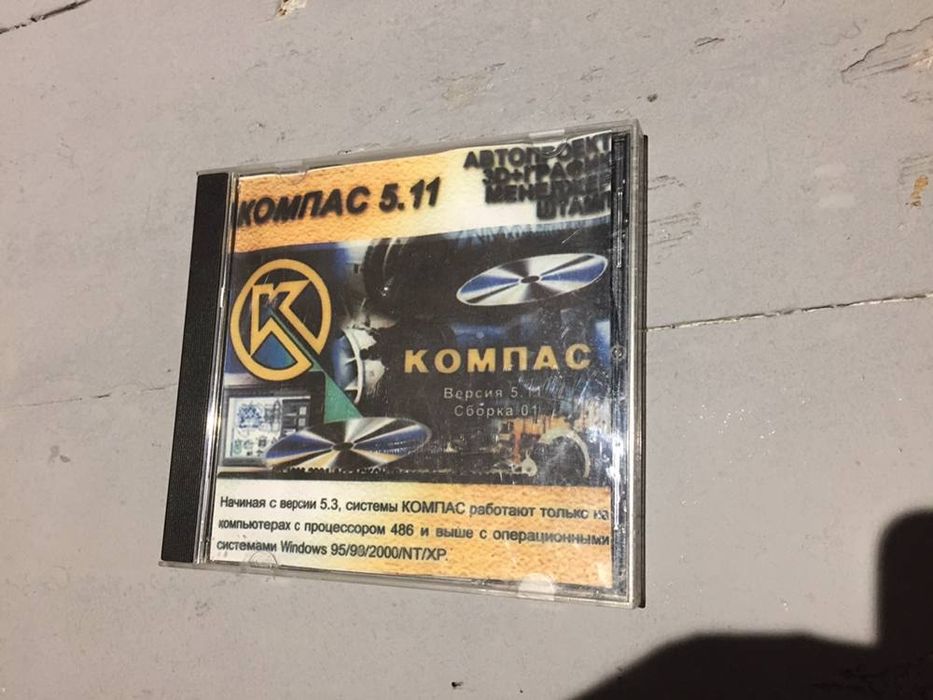 КОМПАС 5.11
АВТОПРОЕКТ
3D+ГРАФИК
МЕНЕДЖЕР
ШТАМП
КОМПАС
Версия 5.11
Сборка 01
Начиная с версии 5.3, системы КОМПАС работают только на
компьютерах с процессором 486 и выше с операционными
системами Windows 95/98/2000/NT/XP.